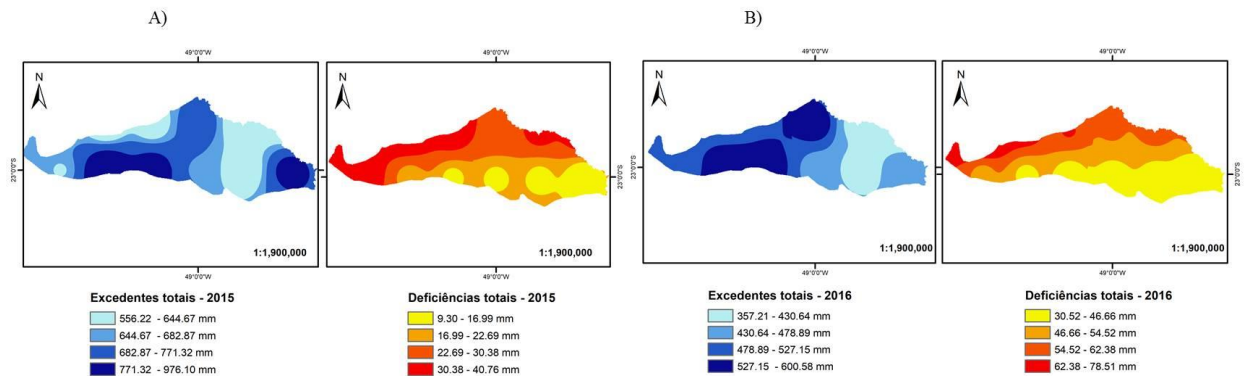 A)
B)
49°0'0"W
49°0'0"W
N
N
N
N
23°0'0"S
23°0'0"S
23°0'0"S
23°0'0"S
1:1,900,000
1:1,900,000
1:1,900,000
1:1,900,000
49°0'0"W
49°0'0"W
49°0'0"W
49°0'0"W
Excedentes totais - 2015
556.22 - 644.67 mm
644.67 - 682.87 mm
682.87 - 771.32 mm
771.32 - 976.10 mm
Deficiências totais - 2015
9.30 - 16.99 mm
16.99 - 22.69 mm
22.69 - 30.38 mm
30.38 - 40.76 mm
Excedentes totais - 2016
357.21 - 430.64 mm
430.64 - 478.89 mm
478.89 - 527.15 mm
527.15 - 600.58 mm
Deficiências totais - 2016
30.52 - 46.66 mm
46.66 - 54.52 mm
54.52 - 62.38 mm
62.38 - 78.51 mm